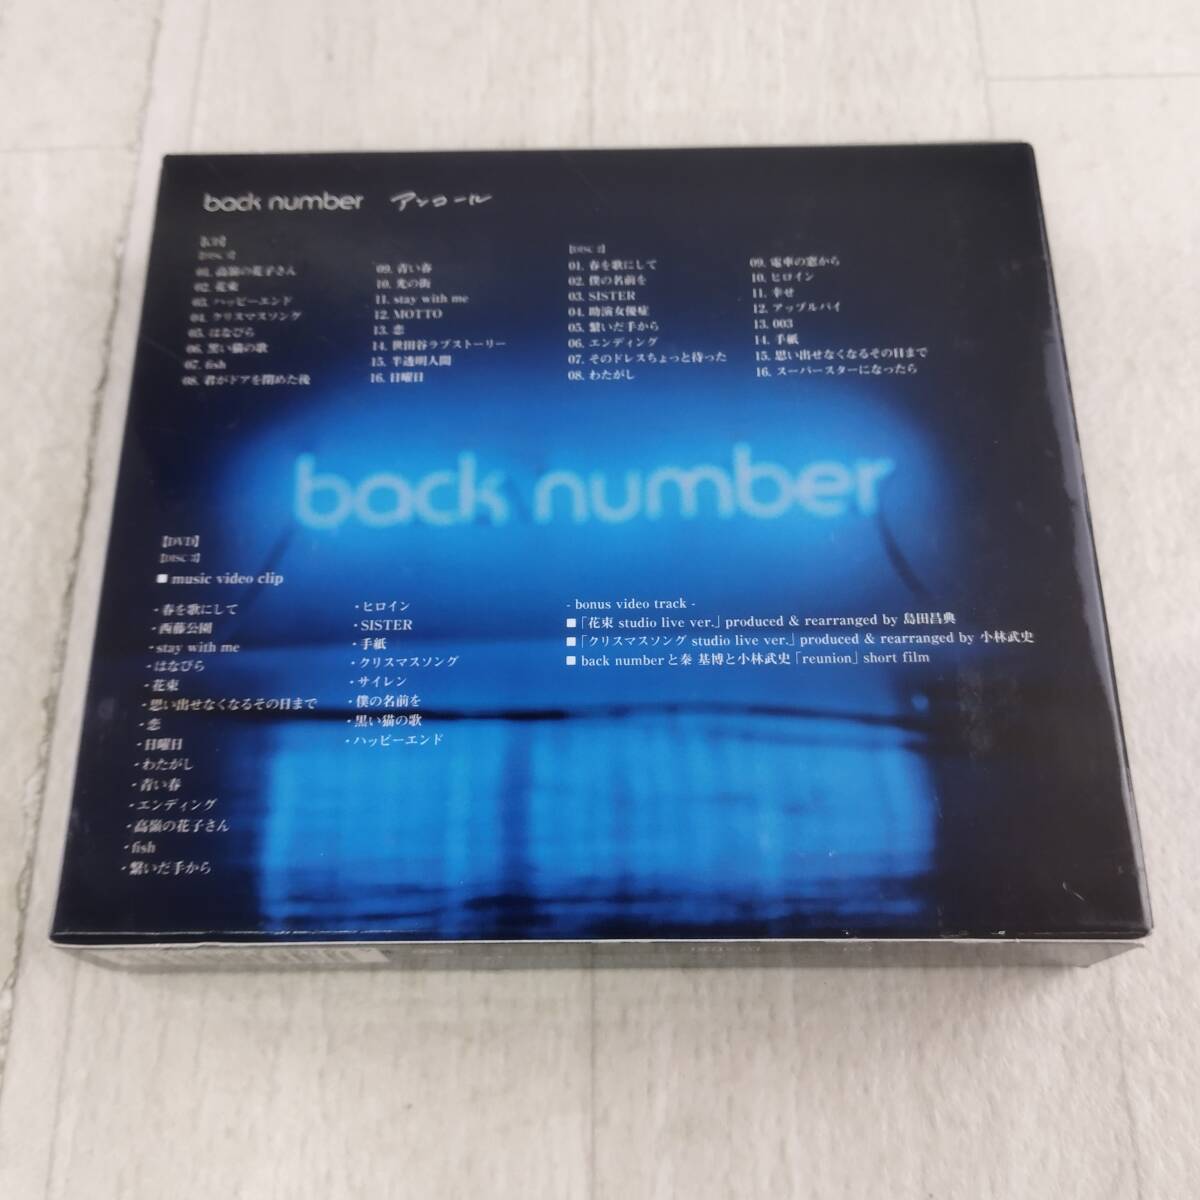 back number アンコール
【CD】
【DISC 1】
01. 高嶺の花子さん
02. 花束
03. ハッピーエンド
04. クリスマスソング
05. はなびら
06. 黒い猫の歌
07. fish
08. 君がドアを閉めた後
09. 青い春
10. 光の街
11. stay with me
12. MOTTO
13. 恋
14. 世田谷ラブストーリー
15. 半透明人間
16. 日曜日
【DISC 2】
01. 春を歌にして
02. 僕の名前を
03. SISTER
04. 助演女優症
05. 繋いだ手から
06. エンディング
07. そのドレスちょっと待った
08. わたがし
09. 電車の窓から
10. ヒロイン
11. 幸せ
12. アップルパイ
13. 003
14. 手紙
15. 思い出せなくなるその日まで
16. スーパースターになったら
back number
【DVD】
【DISC 3】
■ music video clip
・春を歌にして
・西藤公園
・stay with me
・はなびら
・花束
・思い出せなくなるその日まで
・恋
・日曜日
・わたがし
・青い春
・エンディング
・高嶺の花子さん
・fish
・繋いだ手から
・ヒロイン
・SISTER
・手紙
・クリスマスソング
・サイレン
・僕の名前を
・黒い猫の歌
・ハッピーエンド
- bonus video track -
■「花束 studio live ver.」produced & rearranged by 島田昌典
■「クリスマスソング studio live ver.」produced & rearranged by 小林武史
■ back numberと秦 基博と小林武史「reunion」short film